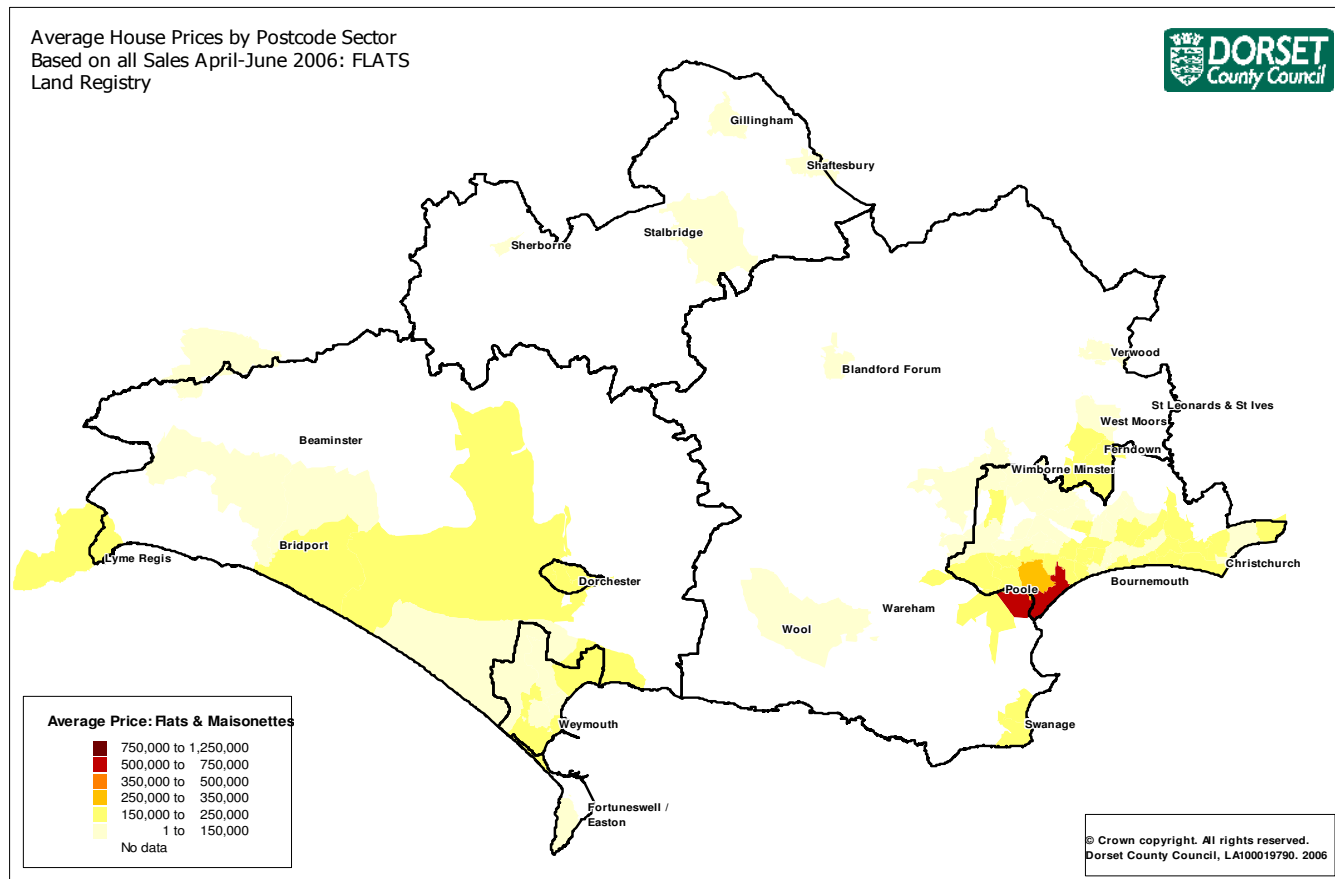 Average House Prices by Postcode Sector
Based on all Sales April-June 2006: FLATS
Land Registry
DORSET
County Council
Gillingham
Shaftesbury
Stalbridge
Sherborne
Verwood
Blandford Forum
St Leonards & St Ives
West Moors
Beaminster
Ferndown
Wimborne Minster
Bridport
Lyme Regis
Christchurch
Dorchester
Bournemouth
Poole
Wareham
Wool
Weymouth
Swanage
Fortuneswell /
Easton
Average Price: Flats & Maisonettes
750,000 to 1,250,000
500,000 to 750,000
350,000 to 500,000
250,000 to 350,000
150,000 to 250,000
1 to 150,000
No data
© Crown copyright. All rights reserved.
Dorset County Council, LA100019790. 2006